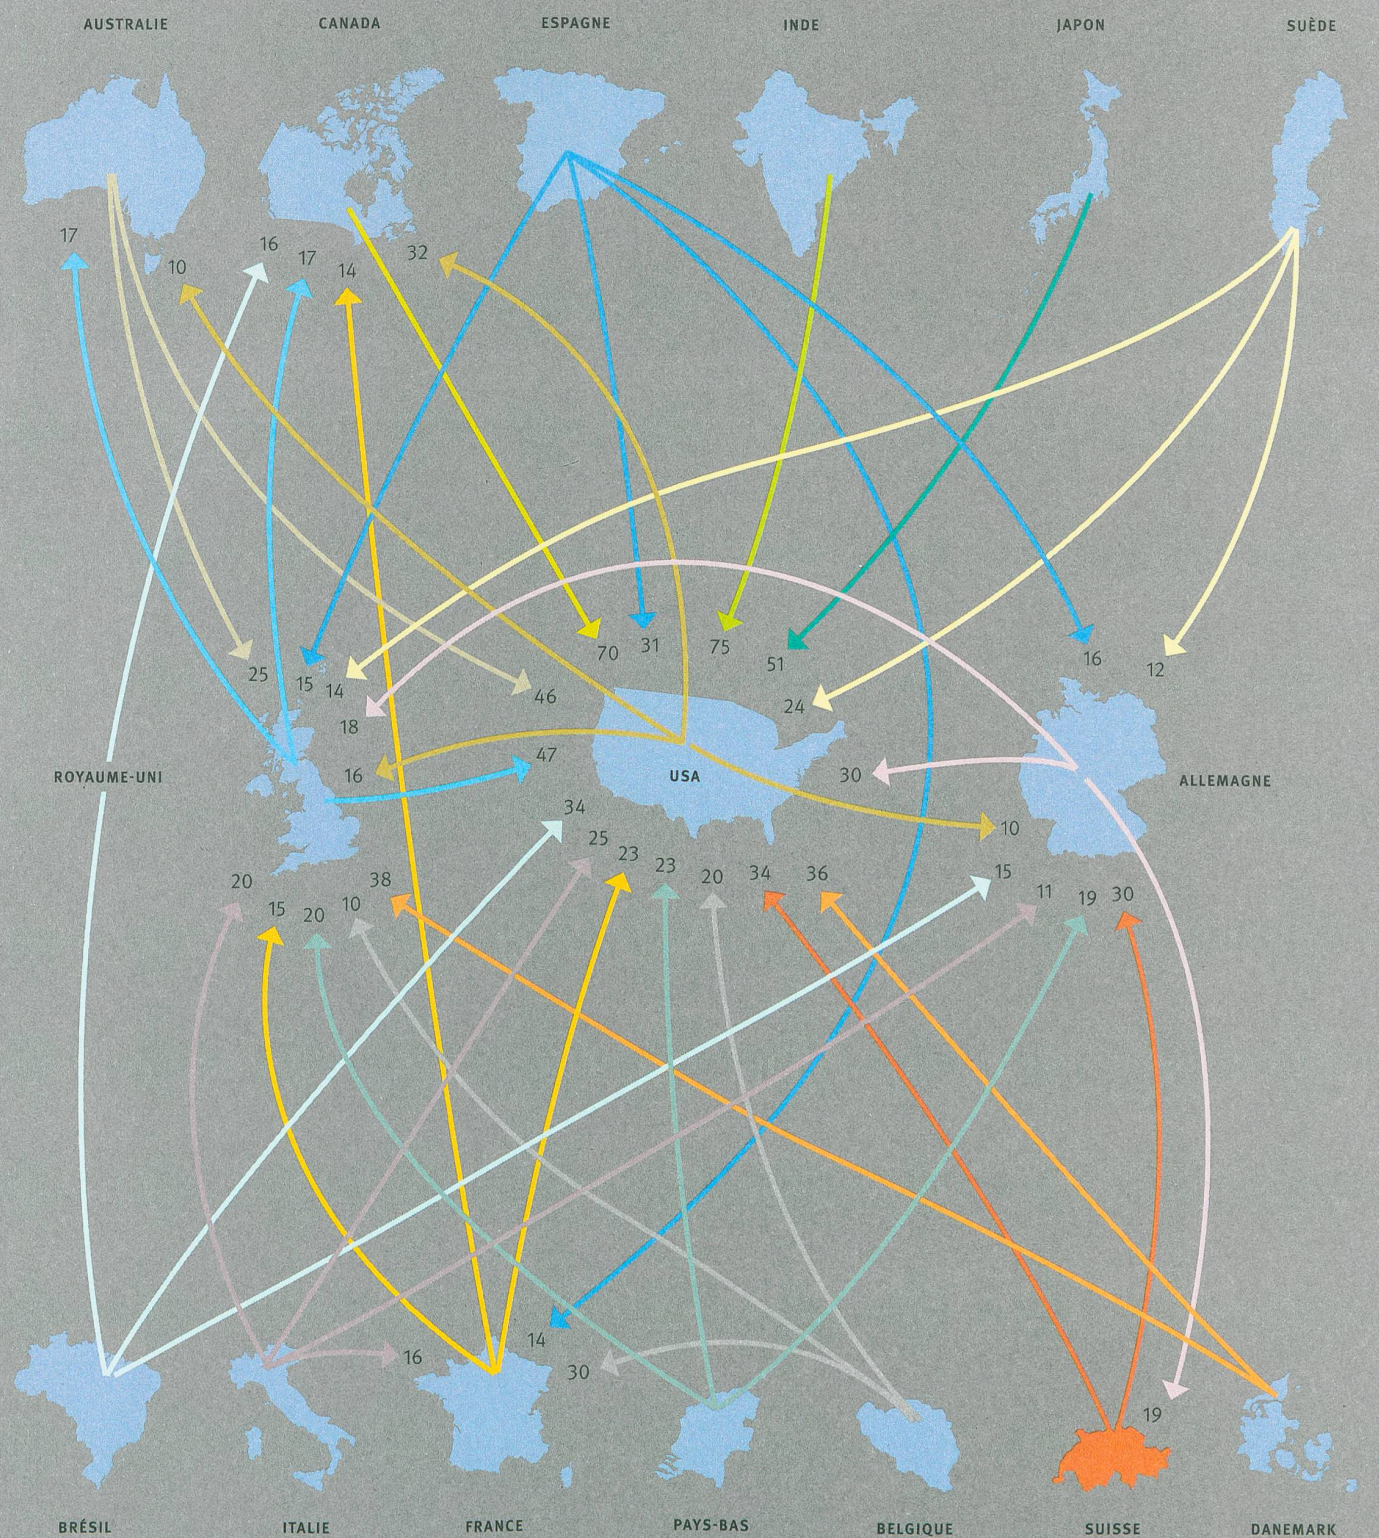 AUSTRALIE
CANADA
ESPAGNE
INDE
JAPON
SUÈDE
17
10
16
17
14
32
25
15
14
18
46
70
31
75
51
24
16
12
16
47
30
10
ROYAUME-UNI
USA
ALLEMAGNE
34
25
23
23
20
34
36
15
11
19
30
20
15
20
10
38
16
14
30
19
BRÉSIL
ITALIE
FRANCE
PAYS-BAS
BELGIQUE
SUISSE
DANEMARK